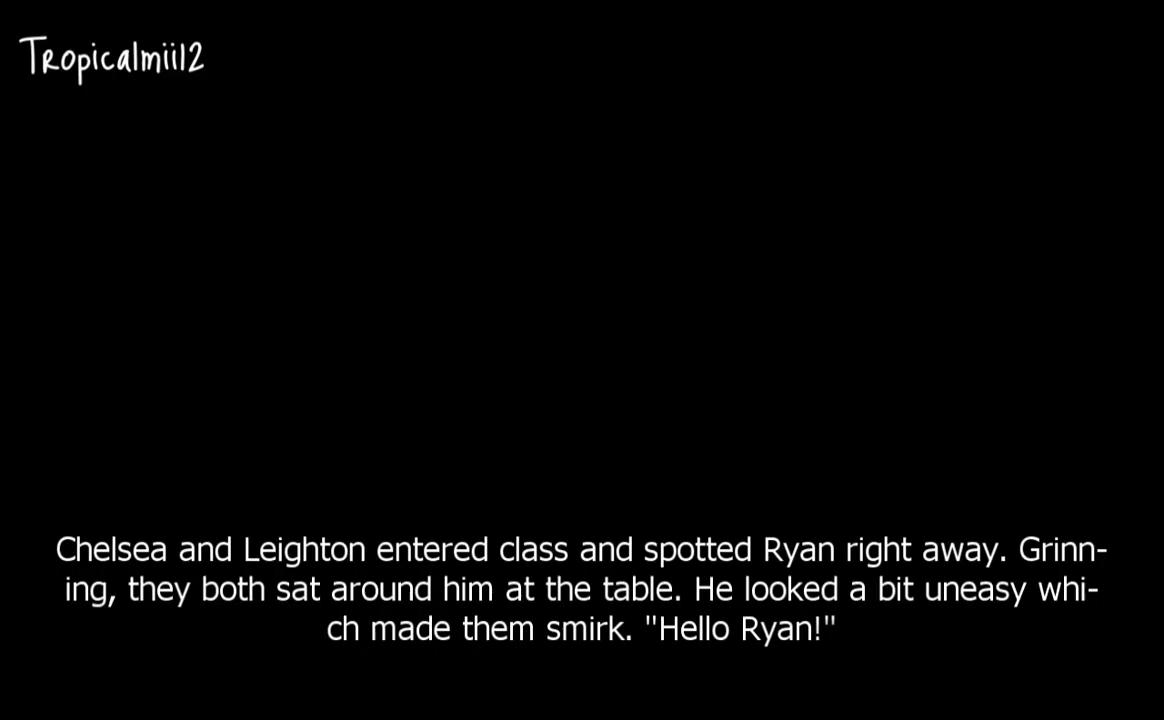 Tropicalmii12
Chelsea and Leighton entered class and spotted Ryan right away. Grinn-
ing, they both sat around him at the table. He looked a bit uneasy whi-
ch made them smirk. "Hello Ryan!"